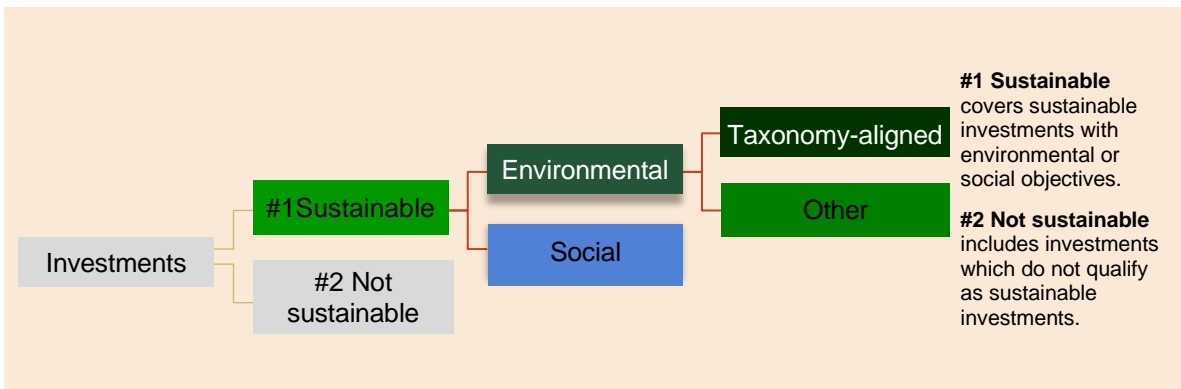 Investments
#1Sustainable
#2 Not
sustainable
Environmental
Social
Taxonomy-aligned
Other
#1 Sustainable
covers sustainable
investments with
environmental or
social objectives.
#2 Not sustainable
includes investments
which do not qualify
as sustainable
investments.